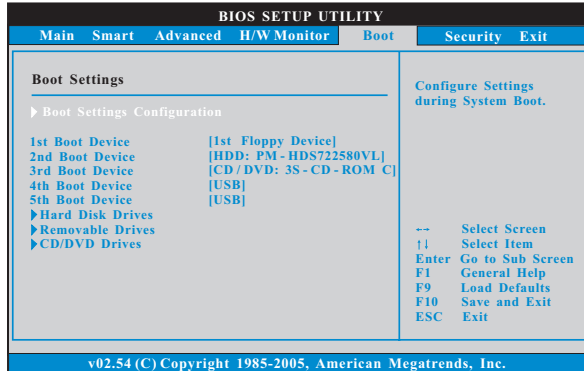 BIOS SETUP UTILITY
Main Smart Advanced H/W Monitor Boot Security Exit
Boot Settings
Boot Settings Configuration
1st Boot Device [1st Floppy Device]
2nd Boot Device [HDD: PM - HDS722580VL]
3rd Boot Device [CD / DVD: 3S - CD - ROM C]
4th Boot Device [USB]
5th Boot Device [USB]
Hard Disk Drives
Removable Drives
CD/DVD Drives
Configure Settings
during System Boot.
←→ Select Screen
↑↓ Select Item
Enter Go to Sub Screen
F1 General Help
F9 Load Defaults
F10 Save and Exit
ESC Exit
v02.54 (C) Copyright 1985-2005, American Megatrends, Inc.